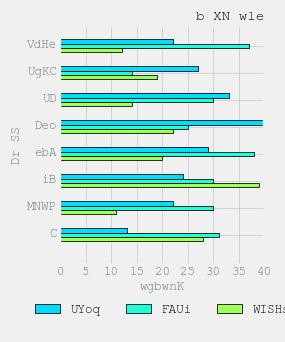 b XN wle
VdHe
UgKC
UD
Deo
ebA
iB
MNWP
C
Dr SS
0 5 10 15 20 25 30 35 40
wgbwnK
UYoq FAUi WISHs